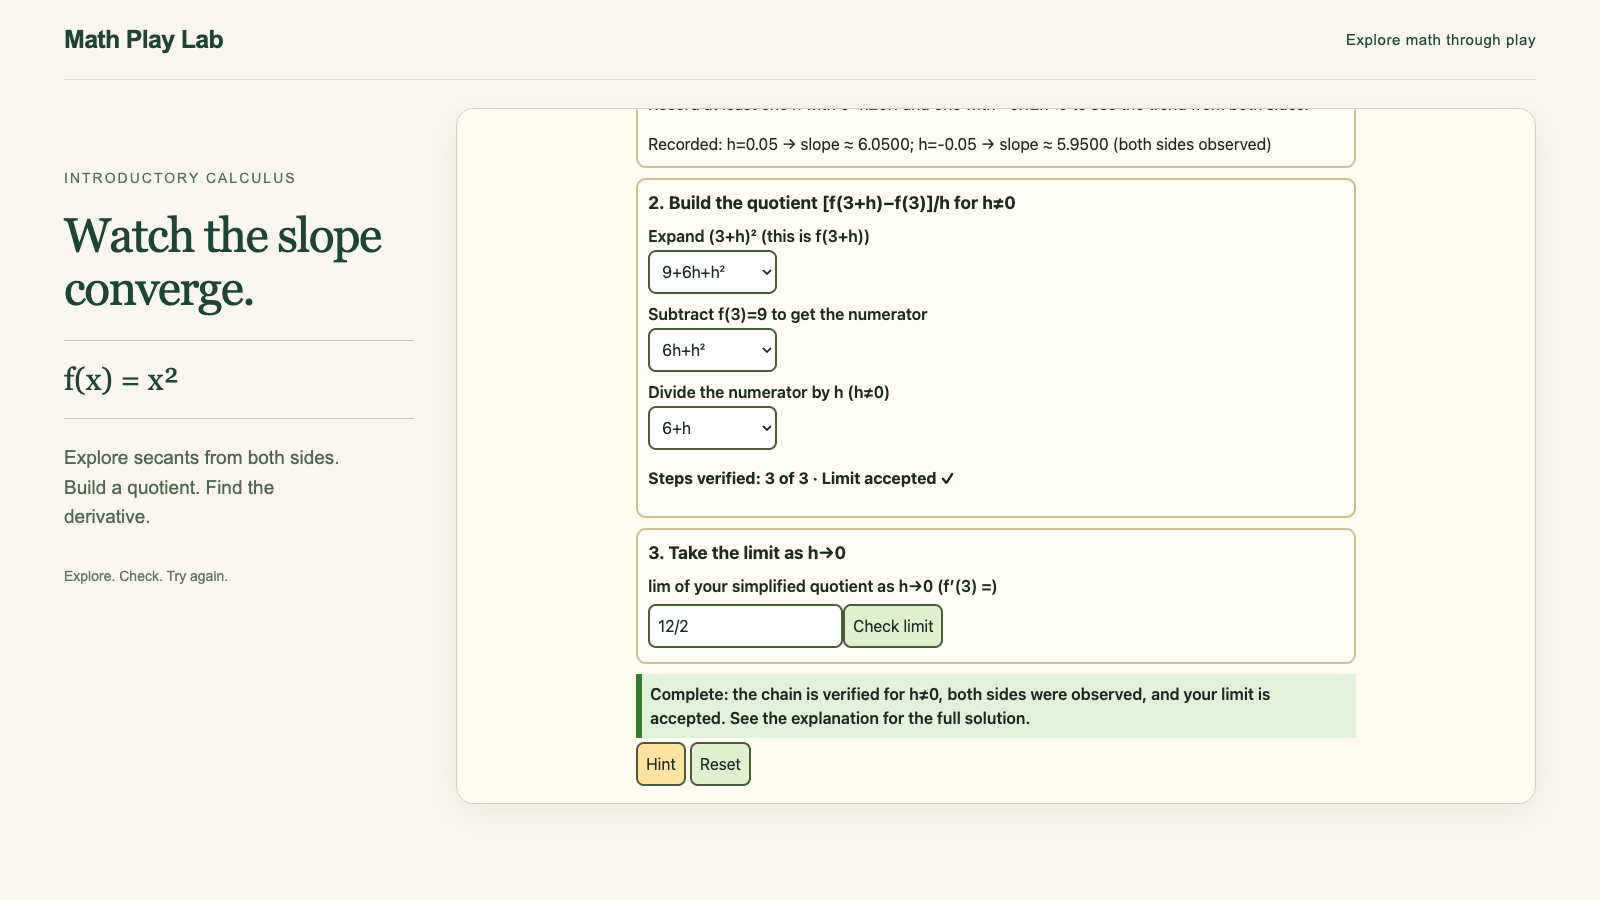 Math Play Lab
Explore math through play
INTRODUCTORY CALCULUS
Watch the slope
converge.
f(x) = x²
Explore secants from both sides.
Build a quotient. Find the
derivative.
Explore. Check. Try again.
Recorded: h=0.05 → slope ≈ 6.0500; h=-0.05 → slope ≈ 5.9500 (both sides observed)
2. Build the quotient [f(3+h)−f(3)]/h for h≠0
Expand (3+h)² (this is f(3+h))
9+6h+h²
Subtract f(3)=9 to get the numerator
6h+h²
Divide the numerator by h (h≠0)
6+h
Steps verified: 3 of 3 · Limit accepted ✓
3. Take the limit as h→0
lim of your simplified quotient as h→0 (f′(3) =)
12/2
Check limit
Complete: the chain is verified for h≠0, both sides were observed, and your limit is
accepted. See the explanation for the full solution.
Hint
Reset